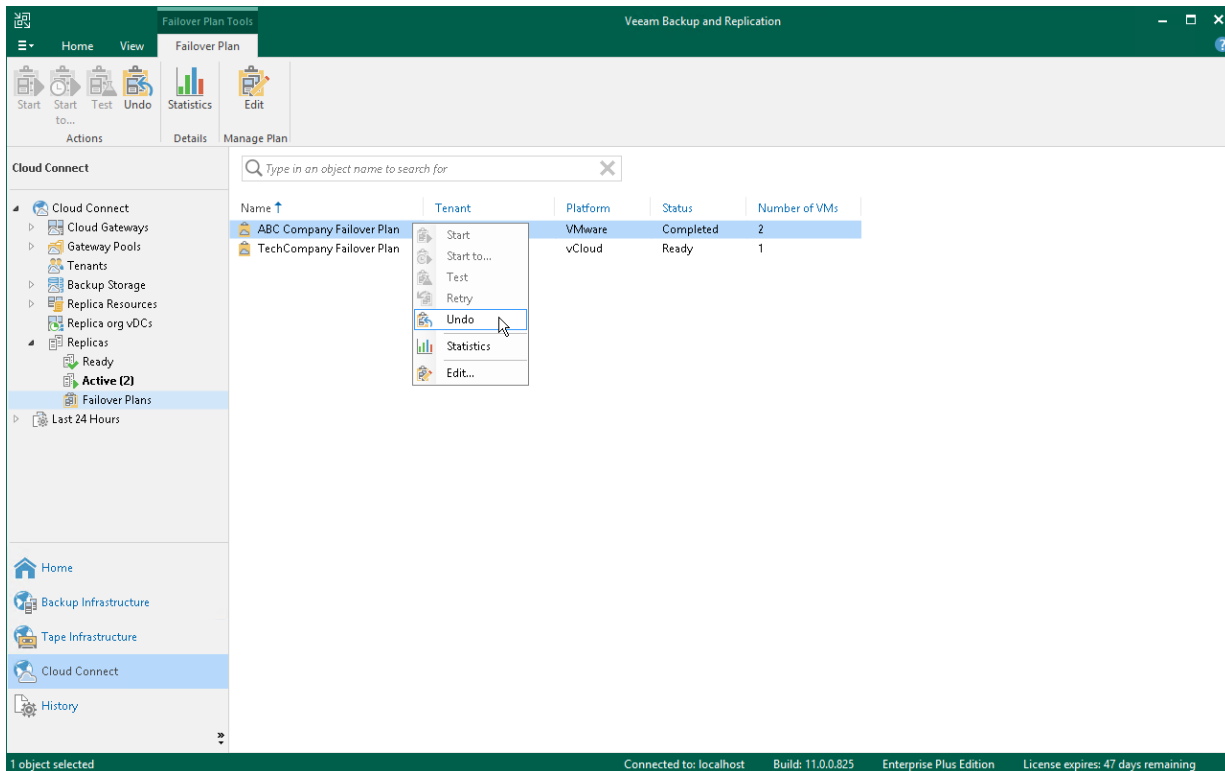 Failover Plan Tools
Veeam Backup and Replication
Home View Failover Plan
?
Start Start to... Test Undo Statistics Edit
Actions Details Manage Plan
Cloud Connect
Type in an object name to search for
Name Tenant Platform Status Number of VMs
ABC Company Failover Plan VMware Completed 2
TechCompany Failover Plan vCloud Ready 1
Start
Start to...
Test
Retry
Undo
Statistics
Edit...
Cloud Connect
Cloud Gateways
Gateway Pools
Tenants
Backup Storage
Replica Resources
Replica org vDCs
Replicas
Ready
Active (2)
Failover Plans
Last 24 Hours
Home
Backup Infrastructure
Tape Infrastructure
Cloud Connect
History
1 object selected Connected to: localhost Build: 11.0.0.825 Enterprise Plus Edition License expires: 47 days remaining